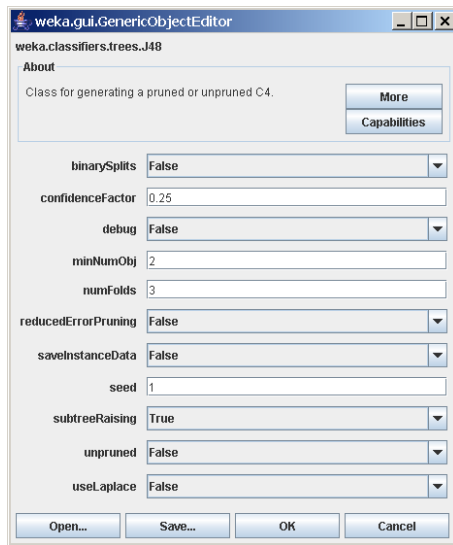 weka.gui.GenericObjectEditor
weka.classifiers.trees.J48
About
Class for generating a pruned or unpruned C4.
More
Capabilities
binarySplits False
confidenceFactor 0.25
debug False
minNumObj 2
numFolds 3
reducedErrorPruning False
saveInstanceData False
seed 1
subtreeRaising True
unpruned False
useLaplace False
Open... Save... OK Cancel